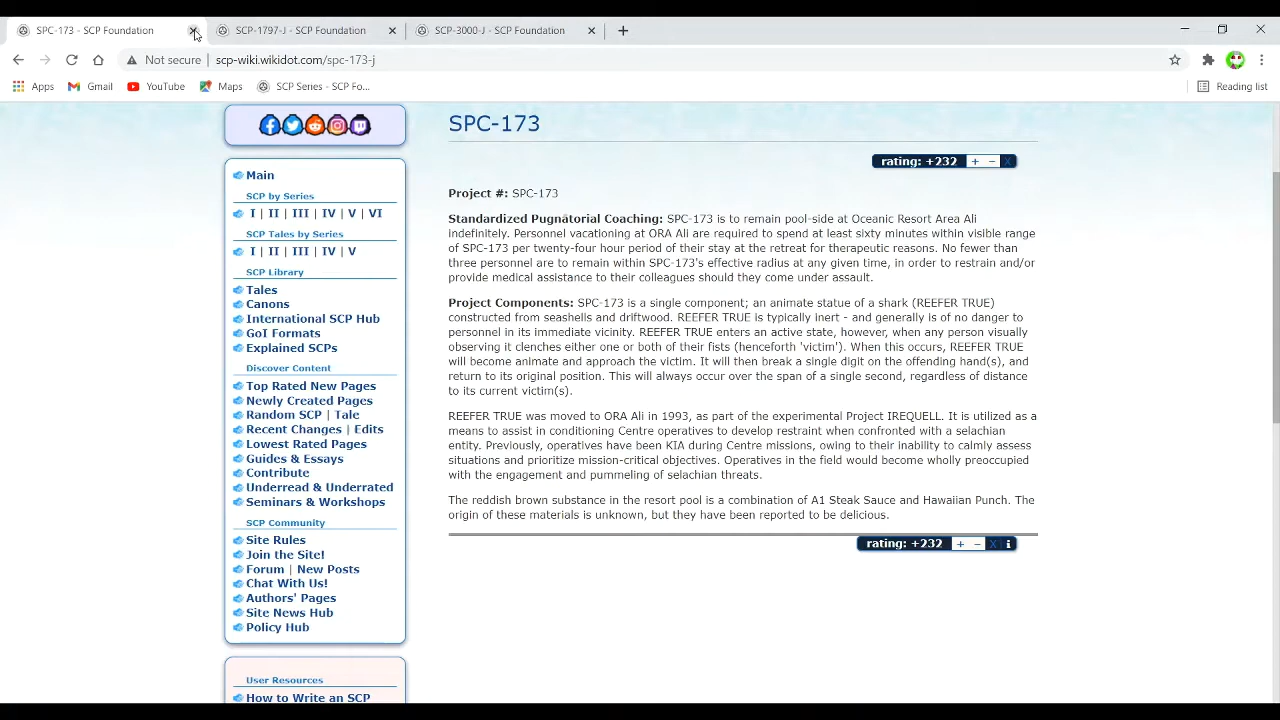 SPC-173 - SCP Foundation
SCP-1797-J - SCP Foundation
SCP-3000-J - SCP Foundation
Not secure
scp-wiki.wikidot.com/spc-173-j
Apps
Gmail
YouTube
Maps
SCP Series - SCP Fo...
Reading list
Main
SCP by Series
I | II | III | IV | V | VI
SCP Tales by Series
I | II | III | IV | V
SCP Library
Tales
Canons
International SCP Hub
GoI Formats
Explained SCPs
Discover Content
Top Rated New Pages
Newly Created Pages
Random SCP | Tale
Recent Changes | Edits
Lowest Rated Pages
Guides & Essays
Contribute
Underread & Underrated
Seminars & Workshops
SCP Community
Site Rules
Join the Site!
Forum | New Posts
Chat With Us!
Authors' Pages
Site News Hub
Policy Hub
User Resources
How to Write an SCP
SPC-173
rating: +232 + − X
Project #: SPC-173
Standardized Pugnātorial Coaching: SPC-173 is to remain pool-side at Oceanic Resort Area Ali
indefinitely. Personnel vacationing at ORA Ali are required to spend at least sixty minutes within visible range
of SPC-173 per twenty-four hour period of their stay at the retreat for therapeutic reasons. No fewer than
three personnel are to remain within SPC-173's effective radius at any given time, in order to restrain and/or
provide medical assistance to their colleagues should they come under assault.
Project Components: SPC-173 is a single component; an animate statue of a shark (REEFER TRUE)
constructed from seashells and driftwood. REEFER TRUE is typically inert - and generally is of no danger to
personnel in its immediate vicinity. REEFER TRUE enters an active state, however, when any person visually
observing it clenches either one or both of their fists (henceforth 'victim'). When this occurs, REEFER TRUE
will become animate and approach the victim. It will then break a single digit on the offending hand(s), and
return to its original position. This will always occur over the span of a single second, regardless of distance
to its current victim(s).
REEFER TRUE was moved to ORA Ali in 1993, as part of the experimental Project IREQUELL. It is utilized as a
means to assist in conditioning Centre operatives to develop restraint when confronted with a selachian
entity. Previously, operatives have been KIA during Centre missions, owing to their inability to calmly assess
situations and prioritize mission-critical objectives. Operatives in the field would become wholly preoccupied
with the engagement and pummeling of selachian threats.
The reddish brown substance in the resort pool is a combination of A1 Steak Sauce and Hawaiian Punch. The
origin of these materials is unknown, but they have been reported to be delicious.
rating: +232 + − X i